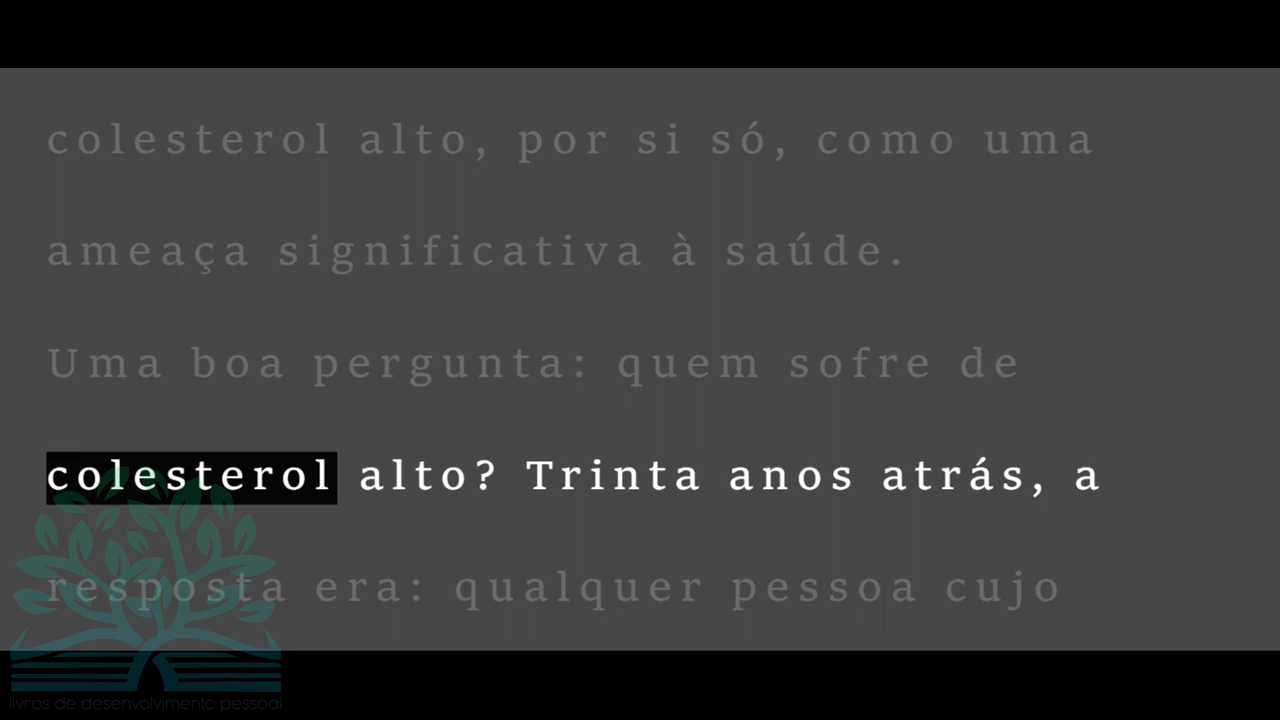 colesterol alto, por si só, como uma
ameaça significativa à saúde.
Uma boa pergunta: quem sofre de
colesterol alto? Trinta anos atrás, a
resposta era: qualquer pessoa cujo
livros de desenvolvimento pessoal